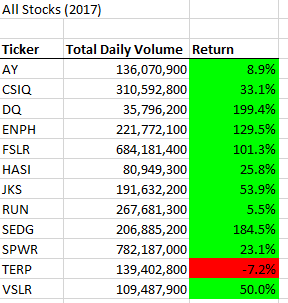 All Stocks (2017)
Ticker Total Daily Volume Return
AY 136,070,900 8.9%
CSIQ 310,592,800 33.1%
DQ 35,796,200 199.4%
ENPH 221,772,100 129.5%
FSLR 684,181,400 101.3%
HASI 80,949,300 25.8%
JKS 191,632,200 53.9%
RUN 267,681,300 5.5%
SEDG 206,885,200 184.5%
SPWR 782,187,000 23.1%
TERP 139,402,800 -7.2%
VSLR 109,487,900 50.0%